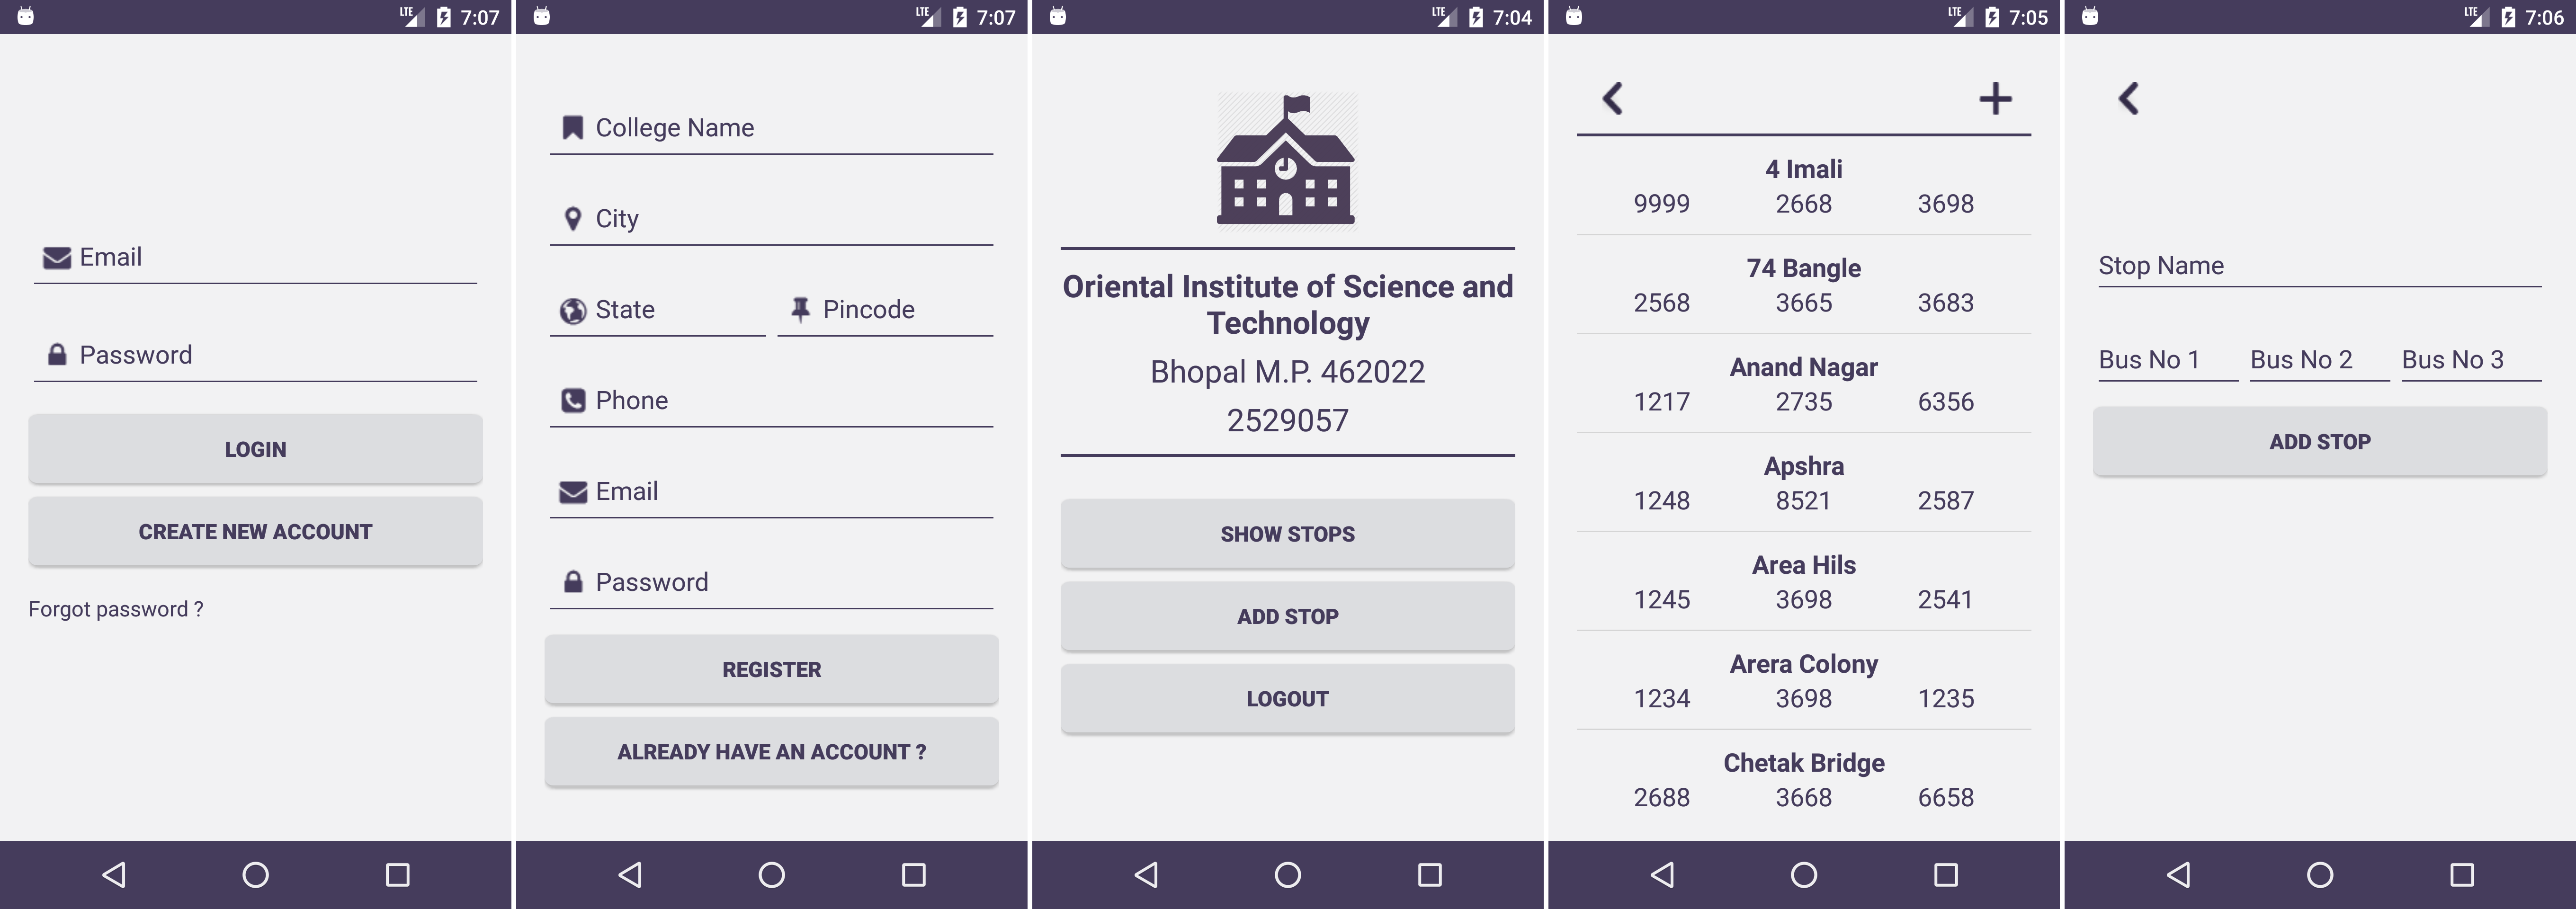 LTE 7:07
Email
Password
LOGIN
CREATE NEW ACCOUNT
Forgot password ?
LTE 7:07
College Name
City
State Pincode
Phone
Email
Password
REGISTER
ALREADY HAVE AN ACCOUNT ?
LTE 7:04
Oriental Institute of Science and
Technology
Bhopal M.P. 462022
2529057
SHOW STOPS
ADD STOP
LOGOUT
LTE 7:05
4 Imali
9999 2668 3698
74 Bangle
2568 3665 3683
Anand Nagar
1217 2735 6356
Apshra
1248 8521 2587
Area Hils
1245 3698 2541
Arera Colony
1234 3698 1235
Chetak Bridge
2688 3668 6658
LTE 7:06
Stop Name
Bus No 1 Bus No 2 Bus No 3
ADD STOP